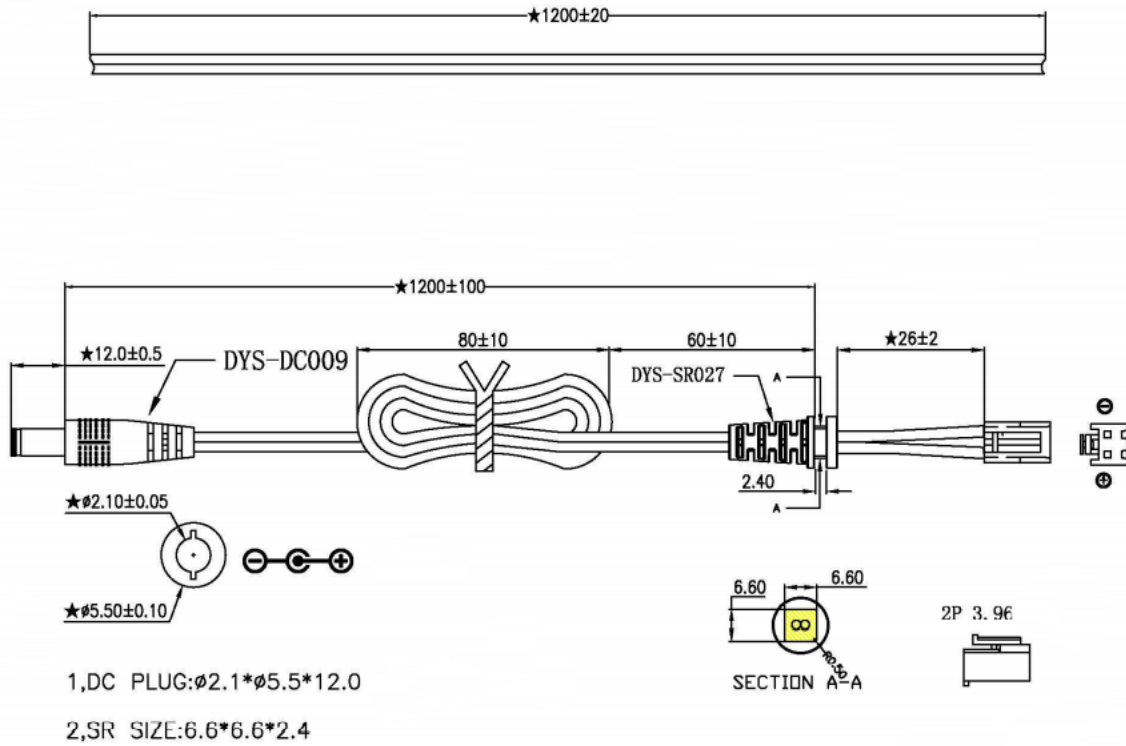 ★1200±20
★1200±100
★12.0±0.5
DYS-DC009
80±10
60±10
★26±2
DYS-SR027
A
2.40
A
★ø2.10±0.05
★ø5.50±0.10
6.60
6.60
R0.50
SECTION A-A
2P 3.96
1,DC PLUG:ø2.1*ø5.5*12.0
2,SR SIZE:6.6*6.6*2.4